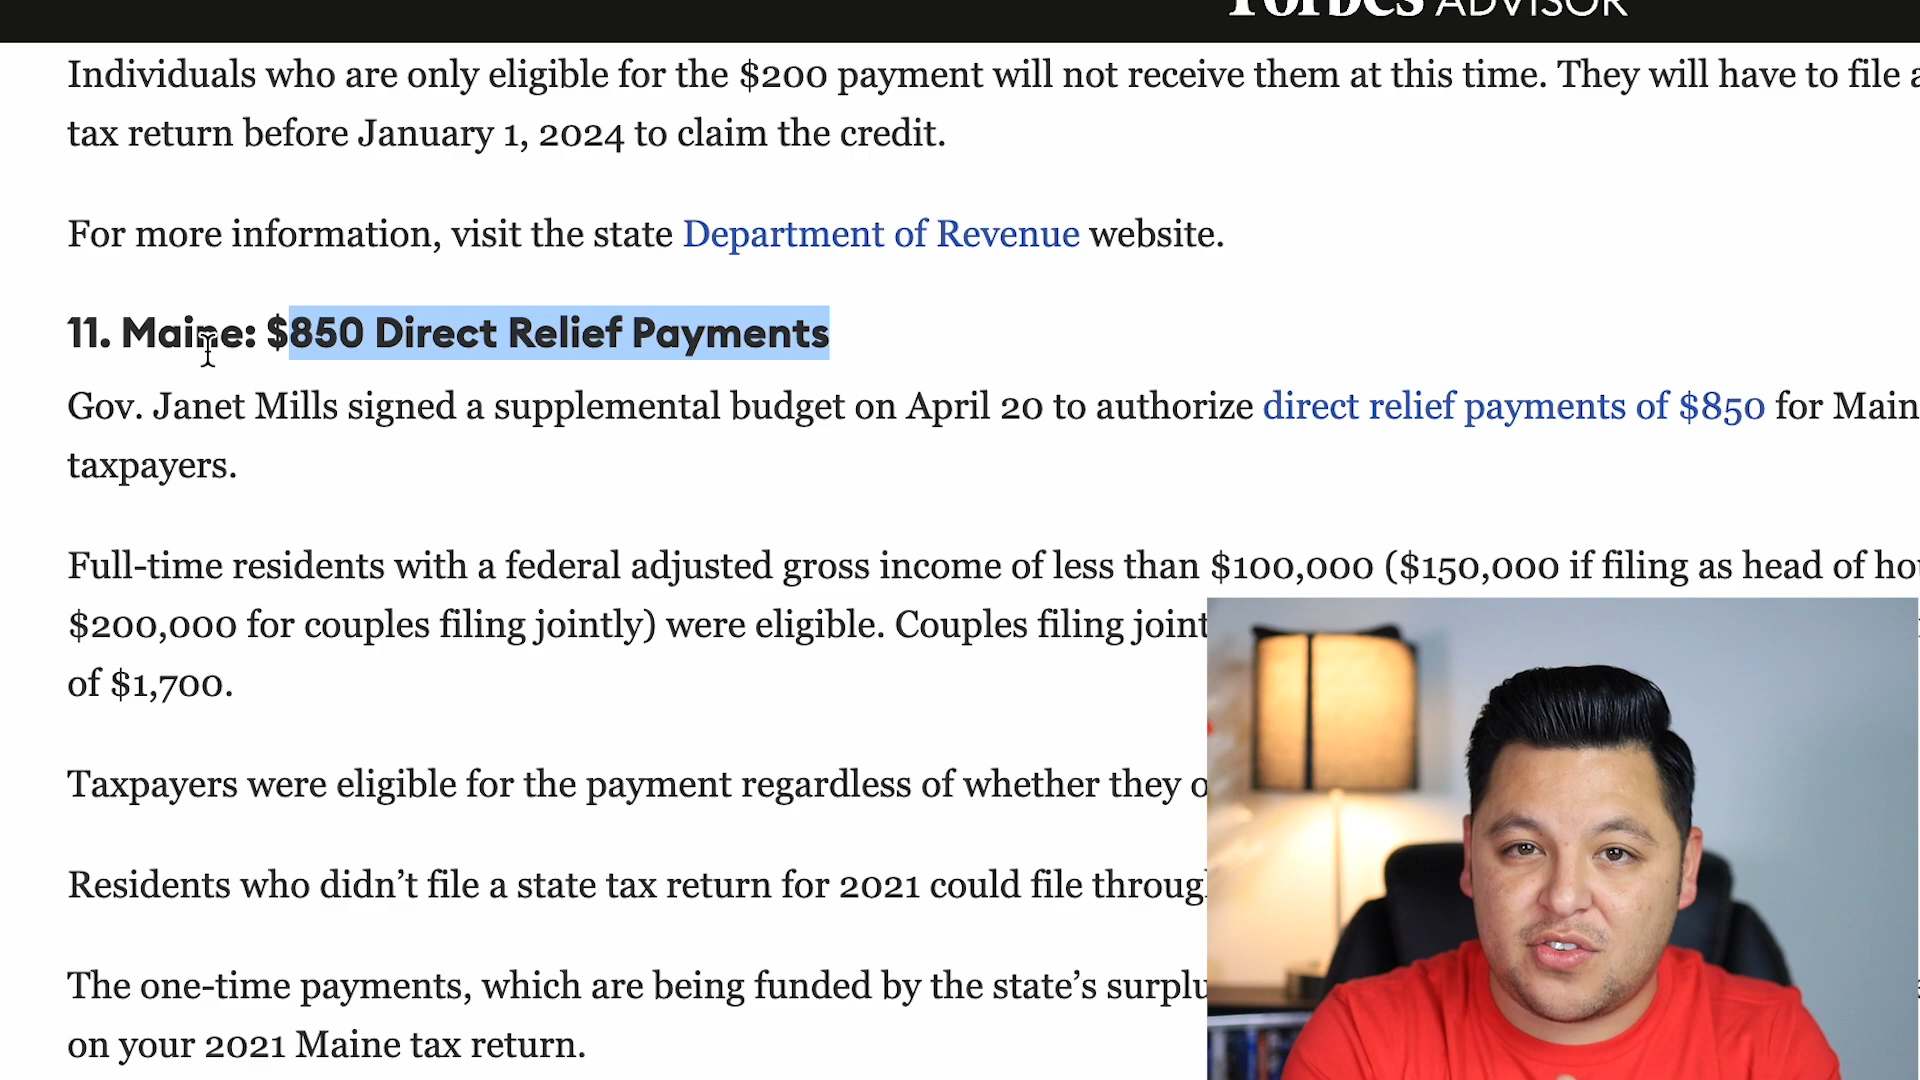 Forbes ADVISOR
Individuals who are only eligible for the $200 payment will not receive them at this time. They will have to file a
tax return before January 1, 2024 to claim the credit.
For more information, visit the state Department of Revenue website.
11. Maine: $850 Direct Relief Payments
Gov. Janet Mills signed a supplemental budget on April 20 to authorize direct relief payments of $850 for Main
taxpayers.
Full-time residents with a federal adjusted gross income of less than $100,000 ($150,000 if filing as head of hou
$200,000 for couples filing jointly) were eligible. Couples filing joint
of $1,700.
Taxpayers were eligible for the payment regardless of whether they o
Residents who didn’t file a state tax return for 2021 could file throug
The one-time payments, which are being funded by the state’s surplu
on your 2021 Maine tax return.